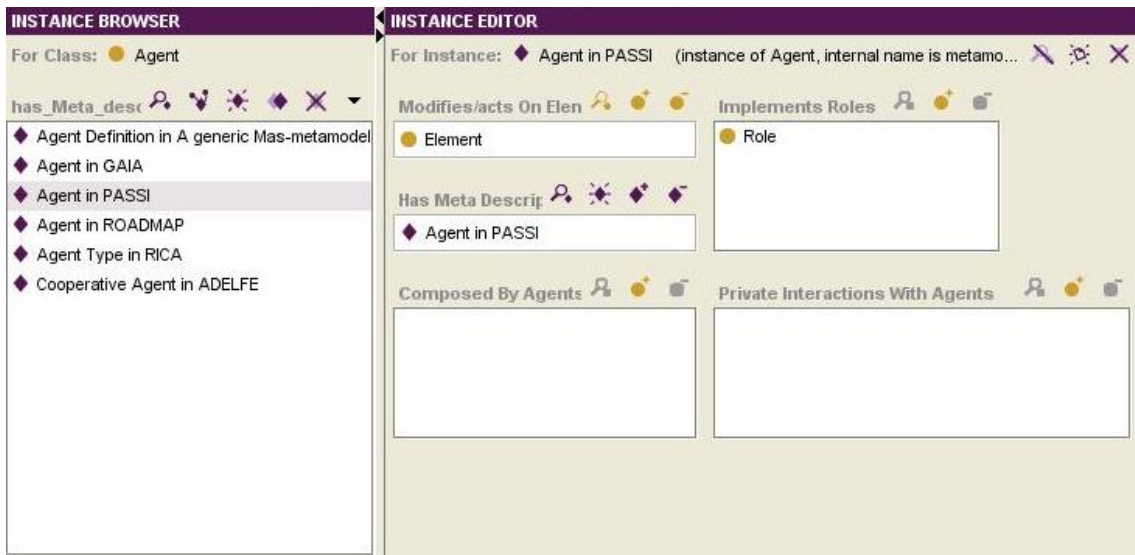 INSTANCE BROWSER
For Class: Agent
has_Meta_desc
Agent Definition in A generic Mas-metamodel
Agent in GAIA
Agent in PASSI
Agent in ROADMAP
Agent Type in RICA
Cooperative Agent in ADELFE
INSTANCE EDITOR
For Instance: Agent in PASSI (instance of Agent, internal name is metamo...
Modifies/acts On Elen
Element
Implements Roles
Role
Has Meta Descrip
Agent in PASSI
Composed By Agents
Private Interactions With Agents